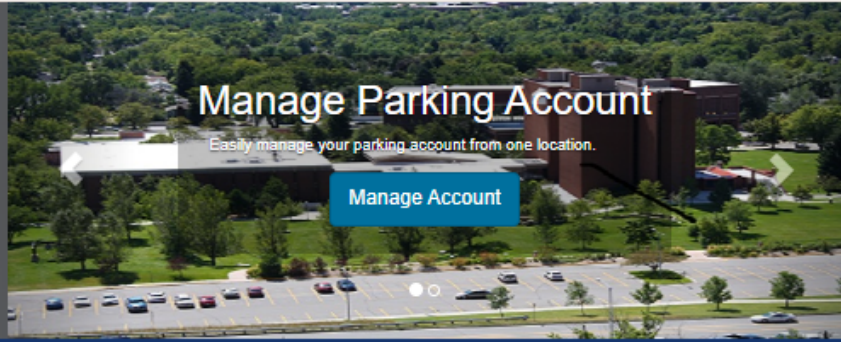 Manage Parking Account
Easily manage your parking account from one location.
Manage Account